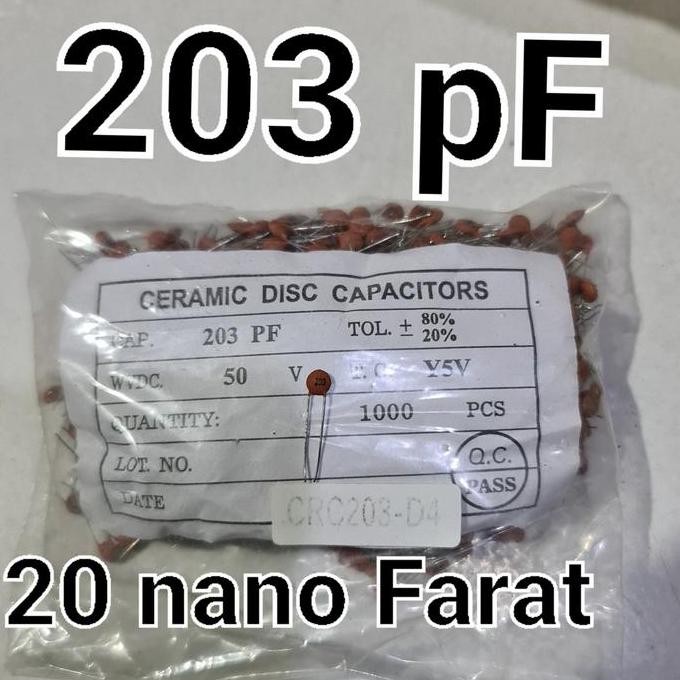 203 pF
CERAMIC DISC CAPACITORS
CAP. 203 PF TOL. ± 80% 20%
WVDC. 50 V T. C. Y5V
QUANTITY: 1000 PCS
LOT. NO. Q.C.
DATE PASS
CRC203-D4
20 nano Farat